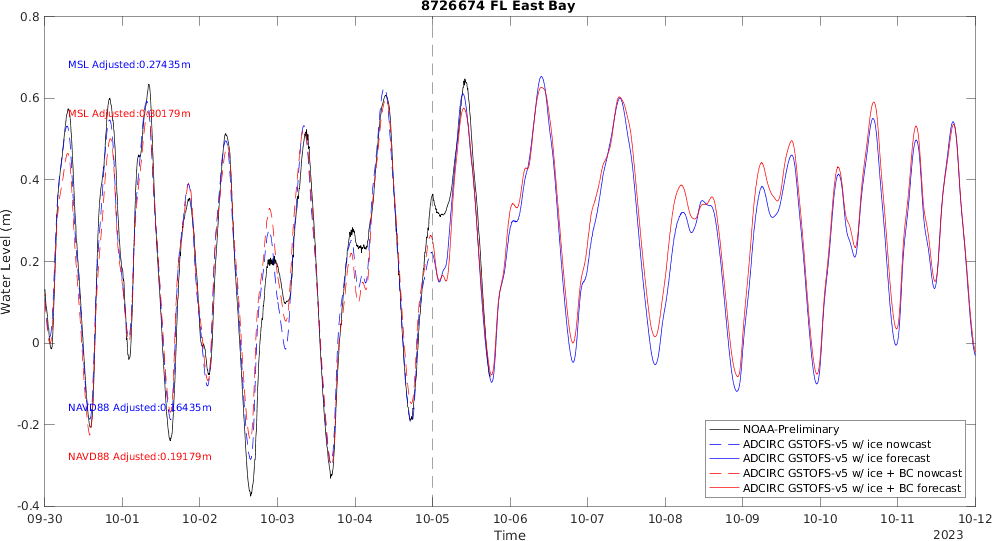 8726674 FL East Bay
0.8
MSL Adjusted:0.27435m
0.6
MSL Adjusted:0.30179m
0.4
Water Level (m)
0.2
0
-0.2
NAVD88 Adjusted:0.16435m
NAVD88 Adjusted:0.19179m
-0.4
NOAA-Preliminary
ADCIRC GSTOFS-v5 w/ ice nowcast
ADCIRC GSTOFS-v5 w/ ice forecast
ADCIRC GSTOFS-v5 w/ ice + BC nowcast
ADCIRC GSTOFS-v5 w/ ice + BC forecast
09-30 10-01 10-02 10-03 10-04 10-05 10-06 10-07 10-08 10-09 10-10 10-11 10-12
Time
2023